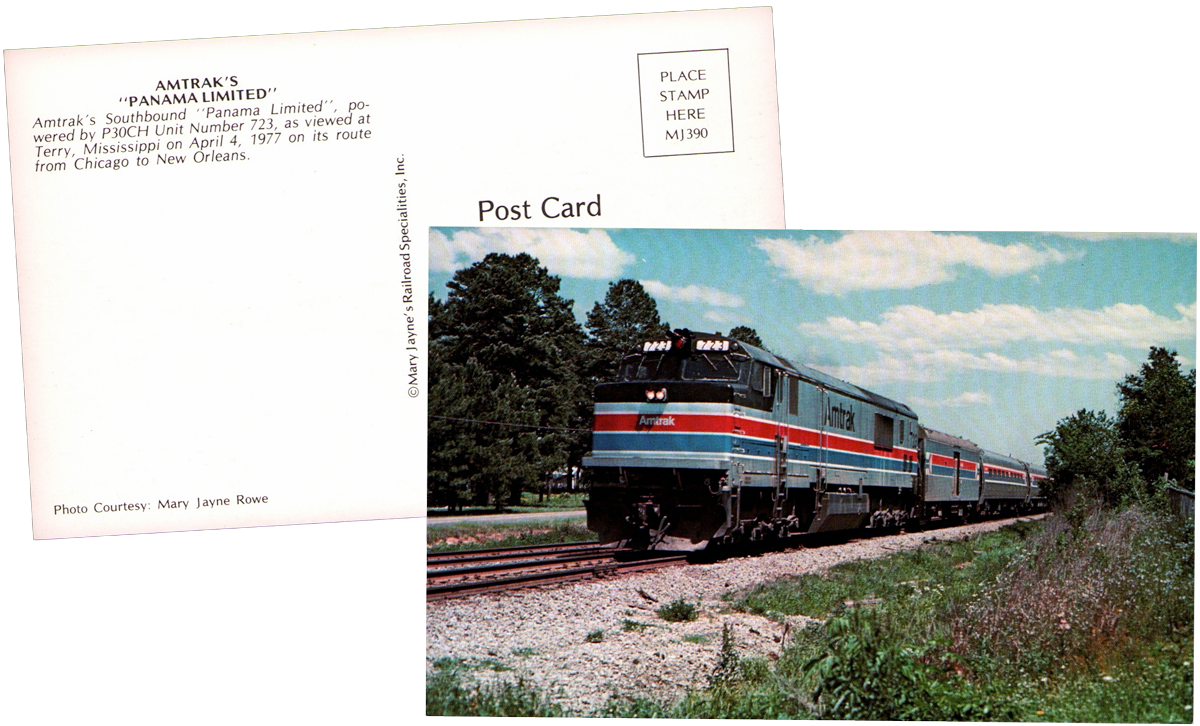 AMTRAK'S
"PANAMA LIMITED"
Amtrak's Southbound "Panama Limited", po-
wered by P30CH Unit Number 723, as viewed at
Terry, Mississippi on April 4, 1977 on its route
from Chicago to New Orleans.
PLACE
STAMP
HERE
MJ390
Post Card
©Mary Jayne's Railroad Specialities, Inc.
Photo Courtesy: Mary Jayne Rowe
723
723
Amtrak
Amtrak